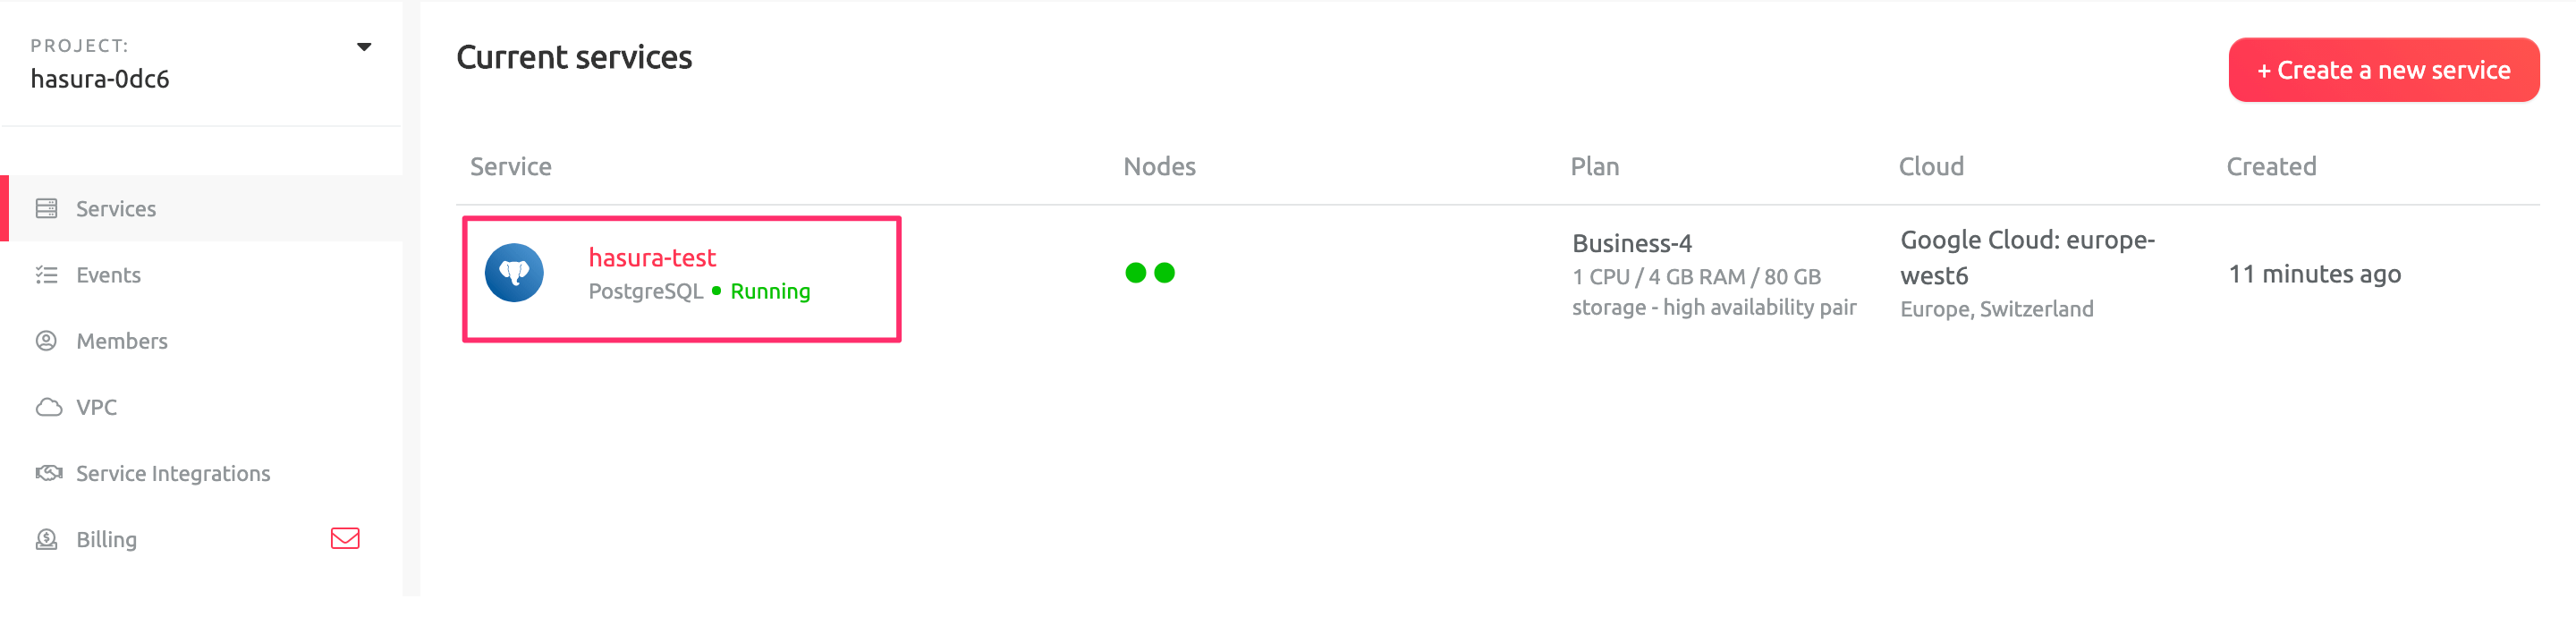 PROJECT:
hasura-0dc6
Services
Events
Members
VPC
Service Integrations
Billing
Current services
+ Create a new service
Service Nodes Plan Cloud Created
hasura-test
PostgreSQL • Running
Business-4
1 CPU / 4 GB RAM / 80 GB
storage - high availability pair
Google Cloud: europe-
west6
Europe, Switzerland
11 minutes ago